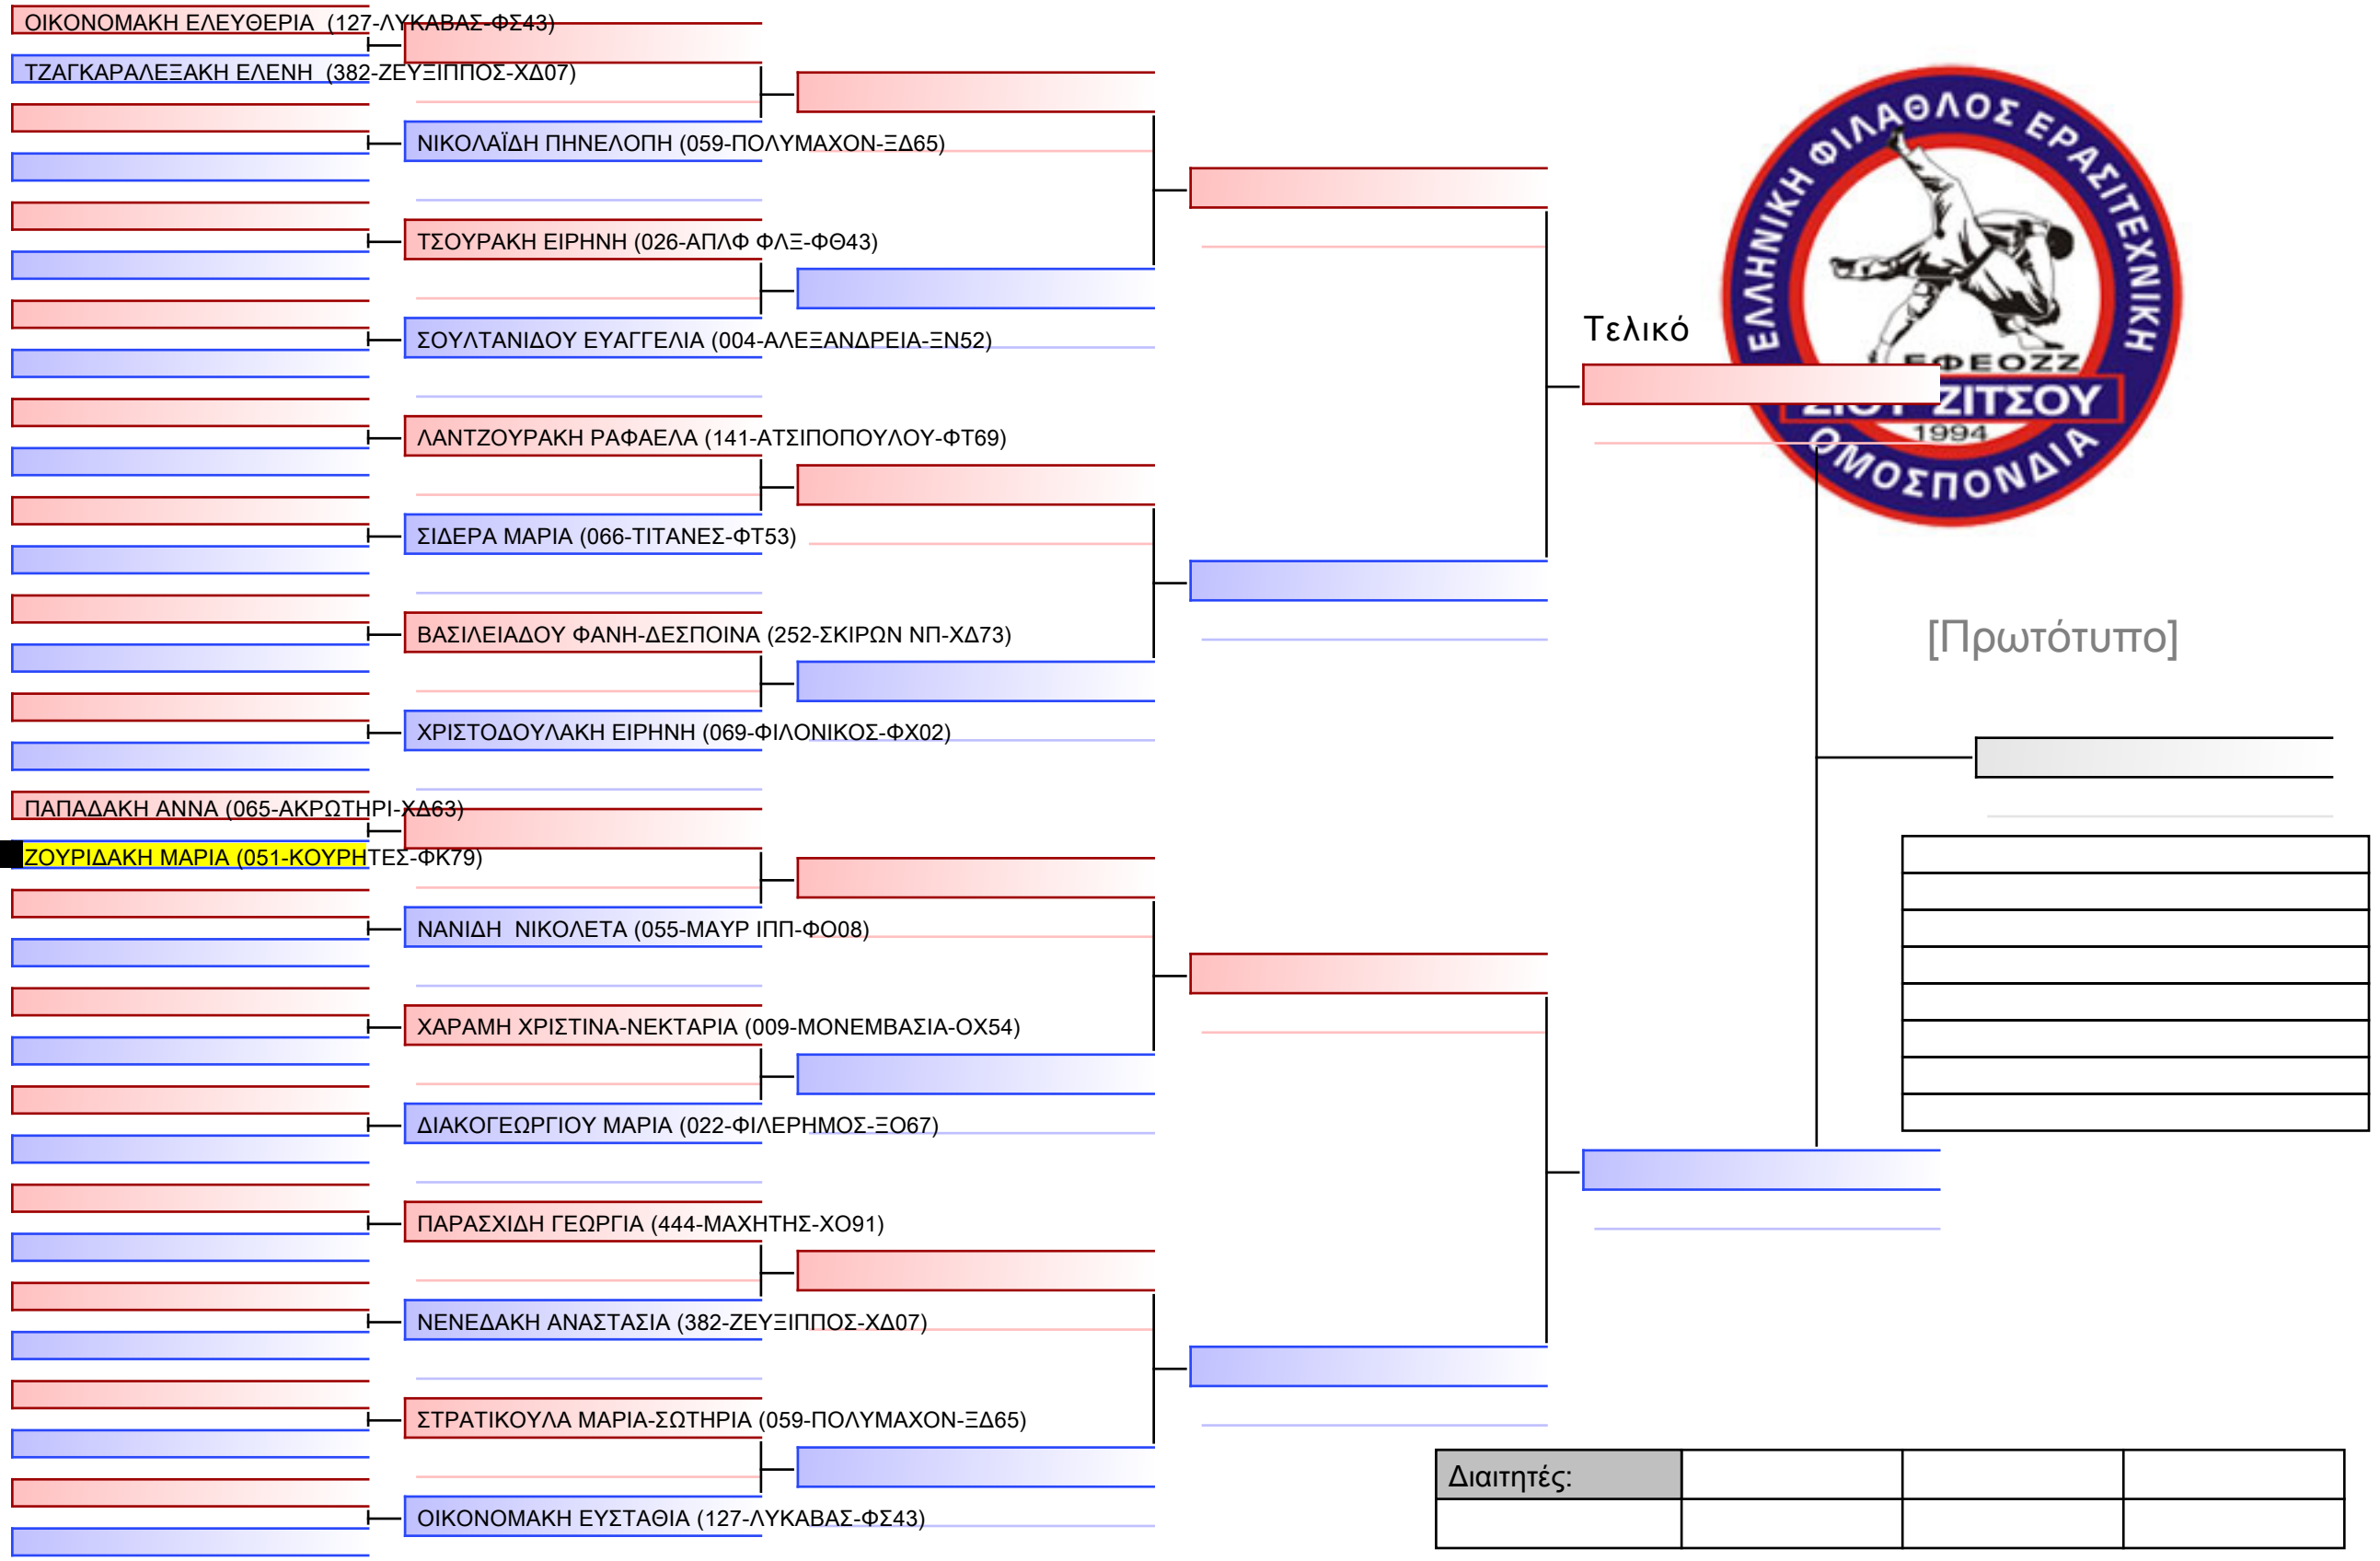 ΟΙΚΟΝΟΜΑΚΗ ΕΛΕΥΘΕΡΙΑ (127-ΛΥΚΑΒΑΣ-ΦΣ43)
ΤΖΑΓΚΑΡΑΛΕΞΑΚΗ ΕΛΕΝΗ (382-ΖΕΥΞΙΠΠΟΣ-ΧΔ07)
ΝΙΚΟΛΑΪΔΗ ΠΗΝΕΛΟΠΗ (059-ΠΟΛΥΜΑΧΟΝ-ΞΔ65)
ΤΣΟΥΡΑΚΗ ΕΙΡΗΝΗ (026-ΑΠΛΦ ΦΛΞ-ΦΘ43)
ΣΟΥΛΤΑΝΙΔΟΥ ΕΥΑΓΓΕΛΙΑ (004-ΑΛΕΞΑΝΔΡΕΙΑ-ΞΝ52)
ΛΑΝΤΖΟΥΡΑΚΗ ΡΑΦΑΕΛΑ (141-ΑΤΣΙΠΟΠΟΥΛΟΥ-ΦΤ69)
ΣΙΔΕΡΑ ΜΑΡΙΑ (066-ΤΙΤΑΝΕΣ-ΦΤ53)
ΒΑΣΙΛΕΙΑΔΟΥ ΦΑΝΗ-ΔΕΣΠΟΙΝΑ (252-ΣΚΙΡΩΝ ΝΠ-ΧΔ73)
ΧΡΙΣΤΟΔΟΥΛΑΚΗ ΕΙΡΗΝΗ (069-ΦΙΛΟΝΙΚΟΣ-ΦΧ02)
ΠΑΠΑΔΑΚΗ ΑΝΝΑ (065-ΑΚΡΩΤΗΡΙ-ΧΔ63)
ΖΟΥΡΙΔΑΚΗ ΜΑΡΙΑ (051-ΚΟΥΡΗΤΕΣ-ΦΚ79)
ΝΑΝΙΔΗ ΝΙΚΟΛΕΤΑ (055-ΜΑΥΡ ΙΠΠ-ΦΟ08)
ΧΑΡΑΜΗ ΧΡΙΣΤΙΝΑ-ΝΕΚΤΑΡΙΑ (009-ΜΟΝΕΜΒΑΣΙΑ-ΟΧ54)
ΔΙΑΚΟΓΕΩΡΓΙΟΥ ΜΑΡΙΑ (022-ΦΙΛΕΡΗΜΟΣ-ΞΟ67)
ΠΑΡΑΣΧΙΔΗ ΓΕΩΡΓΙΑ (444-ΜΑΧΗΤΗΣ-ΧΟ91)
ΝΕΝΕΔΑΚΗ ΑΝΑΣΤΑΣΙΑ (382-ΖΕΥΞΙΠΠΟΣ-ΧΔ07)
ΣΤΡΑΤΙΚΟΥΛΑ ΜΑΡΙΑ-ΣΩΤΗΡΙΑ (059-ΠΟΛΥΜΑΧΟΝ-ΞΔ65)
ΟΙΚΟΝΟΜΑΚΗ ΕΥΣΤΑΘΙΑ (127-ΛΥΚΑΒΑΣ-ΦΣ43)
Τελικό
ΕΛΛΗΝΙΚΗ ΦΙΛΑΘΛΟΣ ΕΡΑΣΙΤΕΧΝΙΚΗ
ΕΦΕΟΖΖ
ΖΙΤΣΟΥ
1994
ΟΜΟΣΠΟΝΔΙΑ
[Πρωτότυπο]
Διαιτητές: